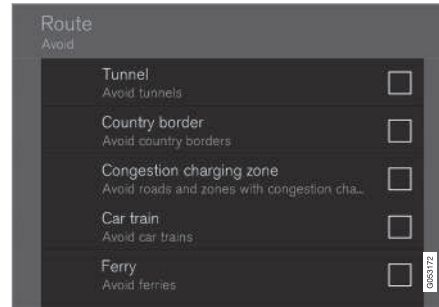 Route
Avoid
Tunnel
Avoid tunnels
Country border
Avoid country borders
Congestion charging zone
Avoid roads and zones with congestion cha...
Car train
Avoid car trains
Ferry
Avoid ferries
G053172